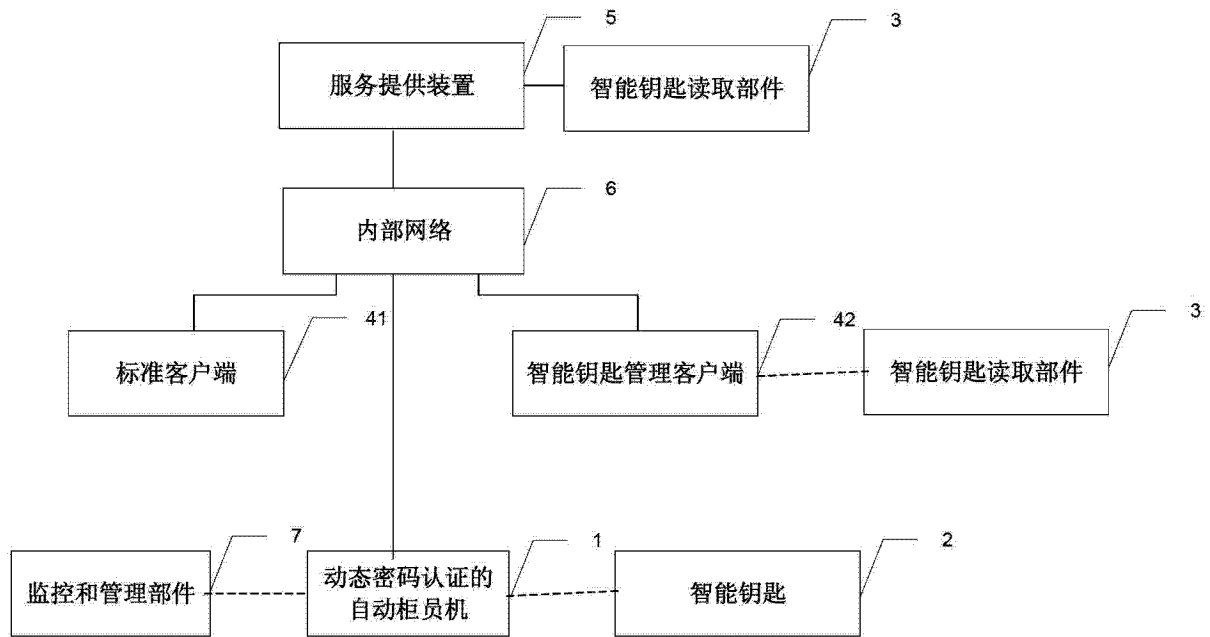 5
3
服务提供装置
智能钥匙读取部件
6
内部网络
41
42
3
标准客户端
智能钥匙管理客户端
智能钥匙读取部件
7
1
2
监控和管理部件
动态密码认证的
自动柜员机
智能钥匙